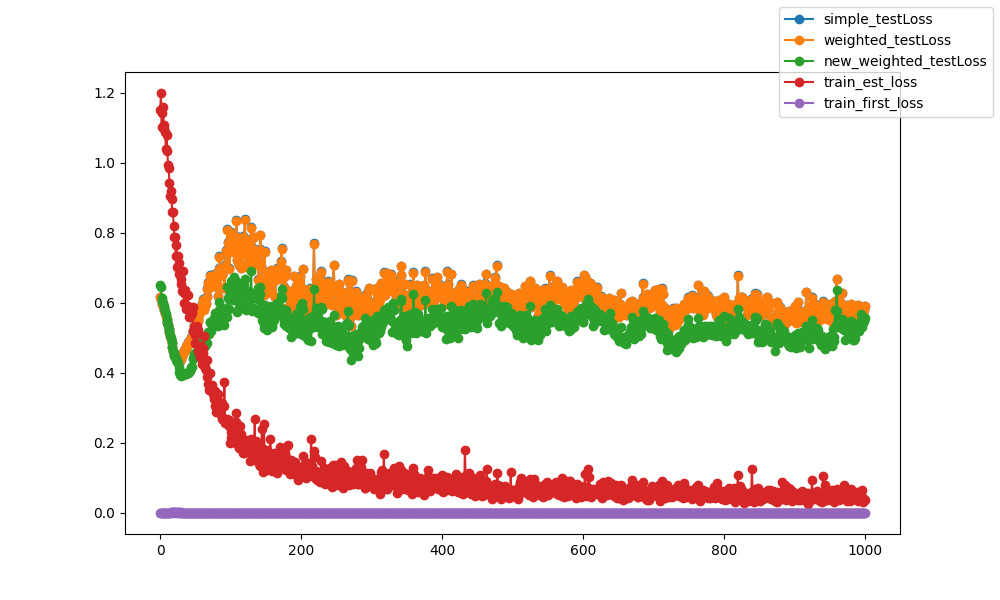 simple_testLoss
weighted_testLoss
new_weighted_testLoss
train_est_loss
train_first_loss
1.2
1.0
0.8
0.6
0.4
0.2
0.0
0 200 400 600 800 1000